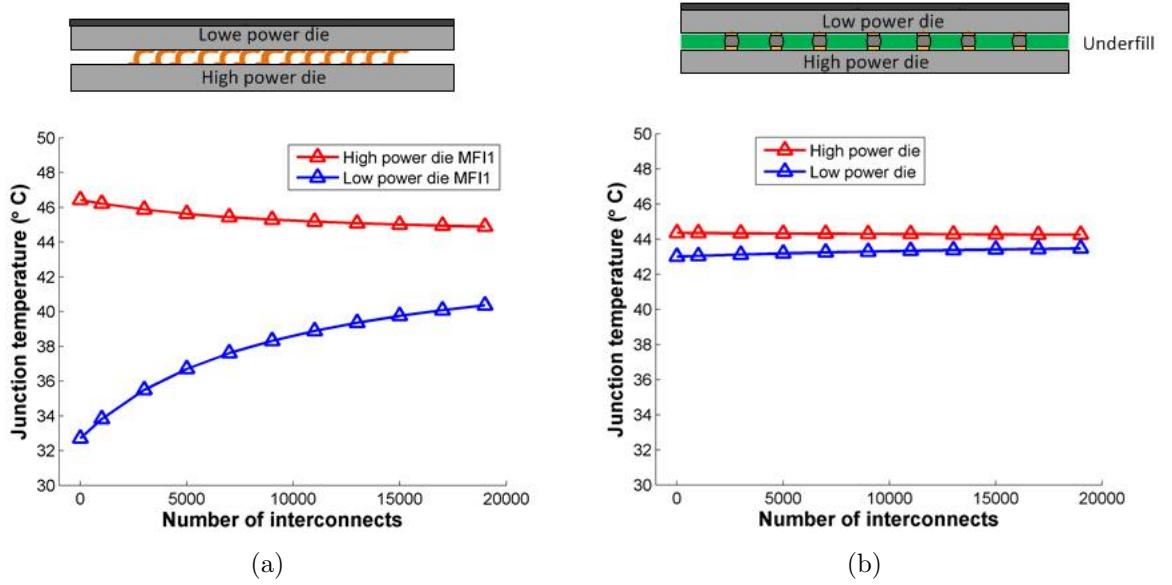 Lowe power die
High power die
50
48
46
44
42
40
38
36
34
32
30
Junction temperature (° C)
High power die MFI1
Low power die MFI1
0
5000
10000
15000
20000
Number of interconnects
(a)
Low power die
Underfill
High power die
50
48
46
44
42
40
38
36
34
32
30
Junction temperature (° C)
High power die
Low power die
0
5000
10000
15000
20000
Number of interconnects
(b)